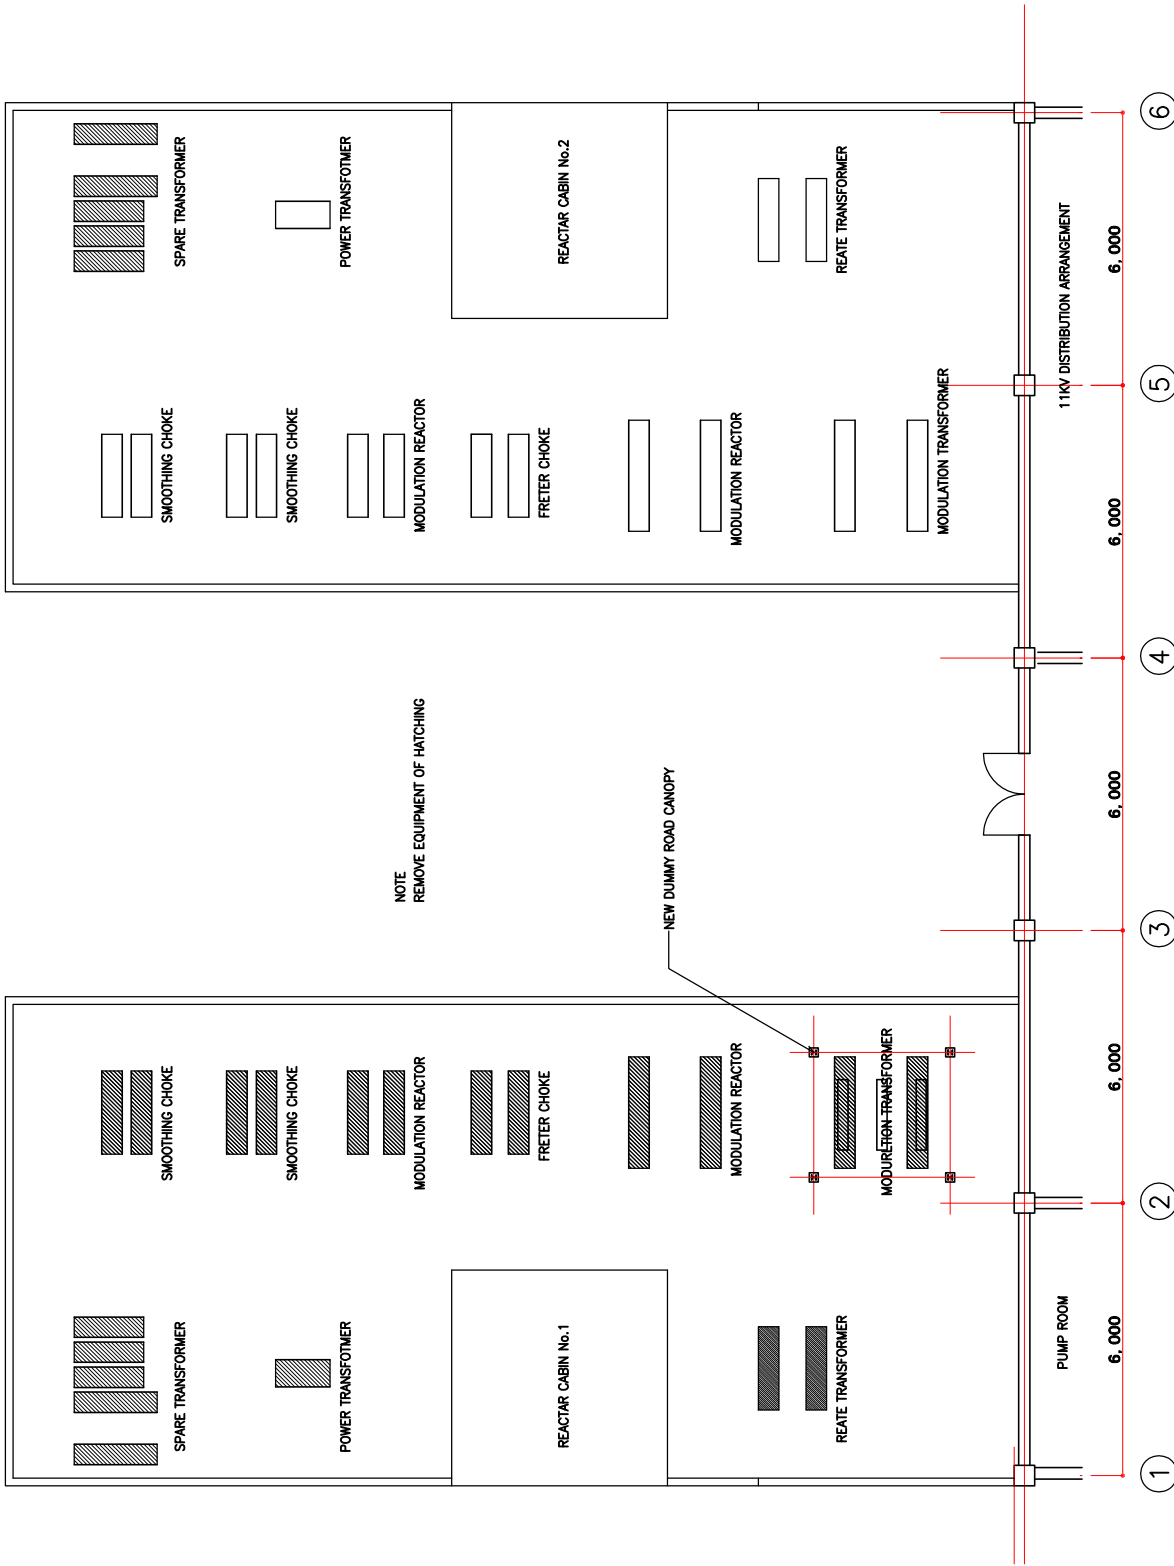 SPARE TRANSFORMER
SMOOTHING CHOKE
SMOOTHING CHOKE
POWER TRANSFOTMER
MODULATION REACTOR
FRETER CHOKE
REACTAR CABIN No.1
MODULATION REACTOR
REATE TRANSFORMER
MODURETION TRANSFORMER
NEW DUMMY ROAD CANOPY
NOTE
REMOVE EQUIPMENT OF HATCHING
SMOOTHING CHOKE
SPARE TRANSFORMER
SMOOTHING CHOKE
POWER TRANSFOTMER
MODULATION REACTOR
FRETER CHOKE
REACTAR CABIN No.2
MODULATION REACTOR
REATE TRANSFORMER
MODULATION TRANSFORMER
PUMP ROOM
11KV DISTRIBUTION ARRANGEMENT
6,000
6,000
6,000
6,000
6,000
1
2
3
4
5
6